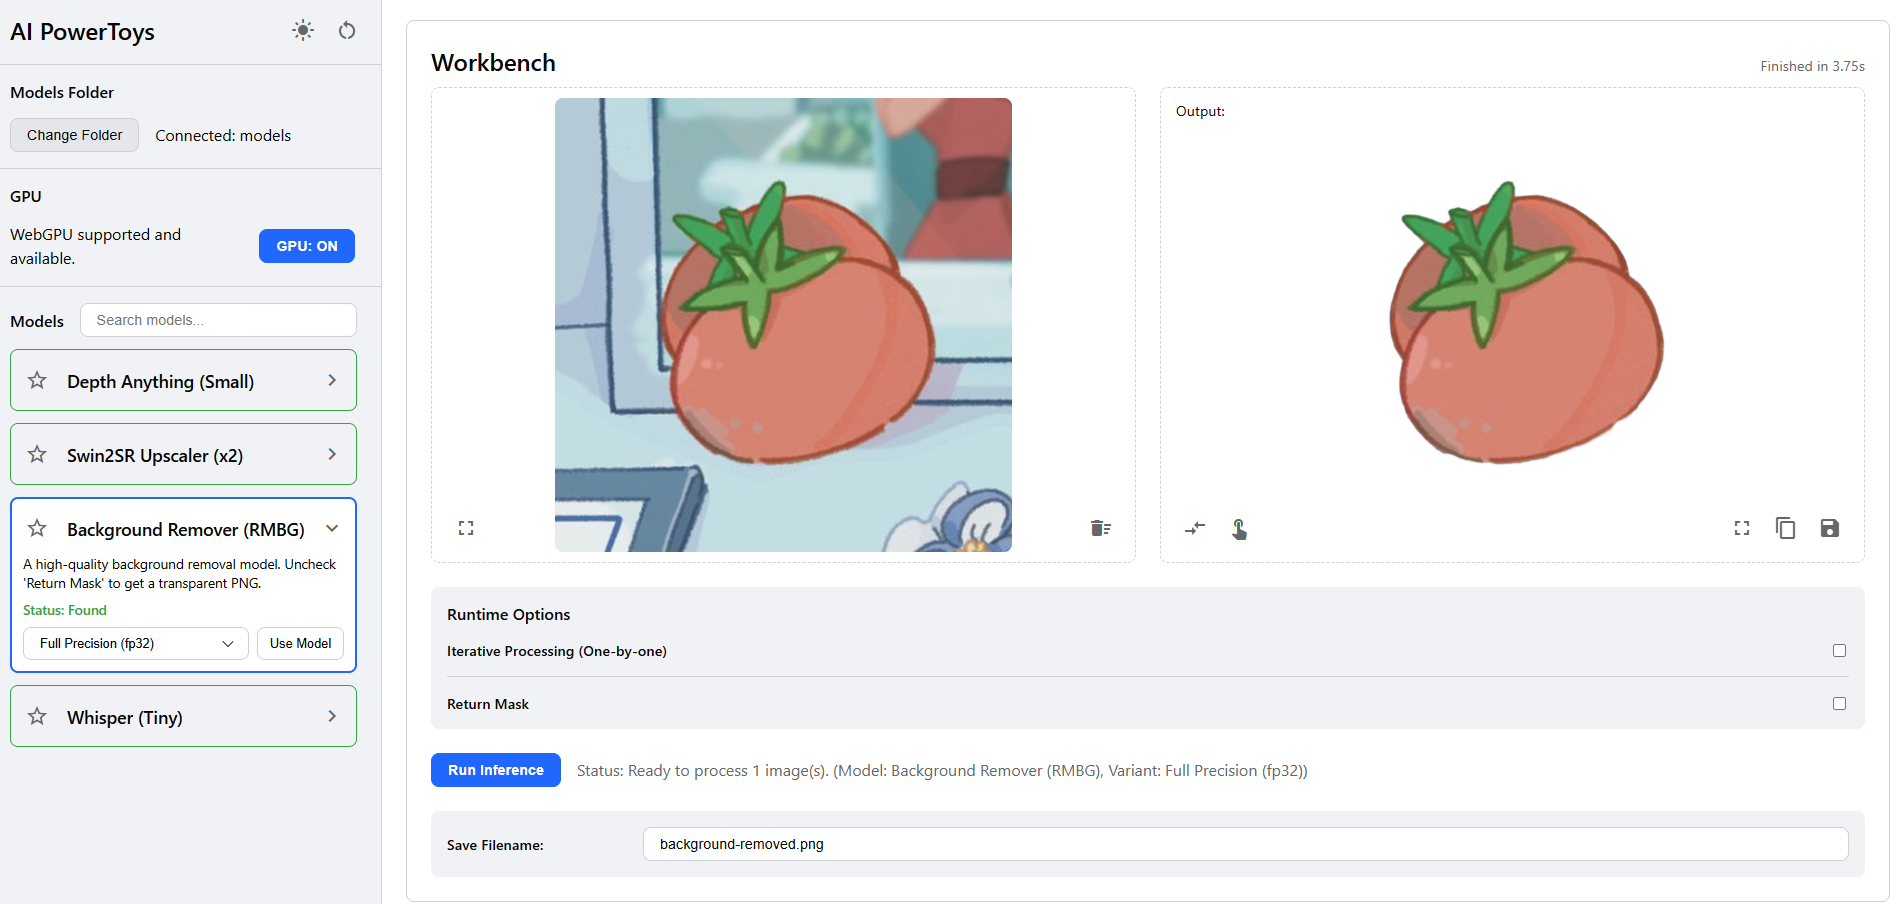 AI PowerToys
Models Folder
Change Folder
Connected: models
GPU
WebGPU supported and
available.
GPU: ON
Models
Search models...
Depth Anything (Small)
Swin2SR Upscaler (x2)
Background Remover (RMBG)
A high-quality background removal model. Uncheck
'Return Mask' to get a transparent PNG.
Status: Found
Full Precision (fp32)
Use Model
Whisper (Tiny)
Workbench
Finished in 3.75s
Output:
Runtime Options
Iterative Processing (One-by-one)
Return Mask
Run Inference
Status: Ready to process 1 image(s). (Model: Background Remover (RMBG), Variant: Full Precision (fp32))
Save Filename:
background-removed.png